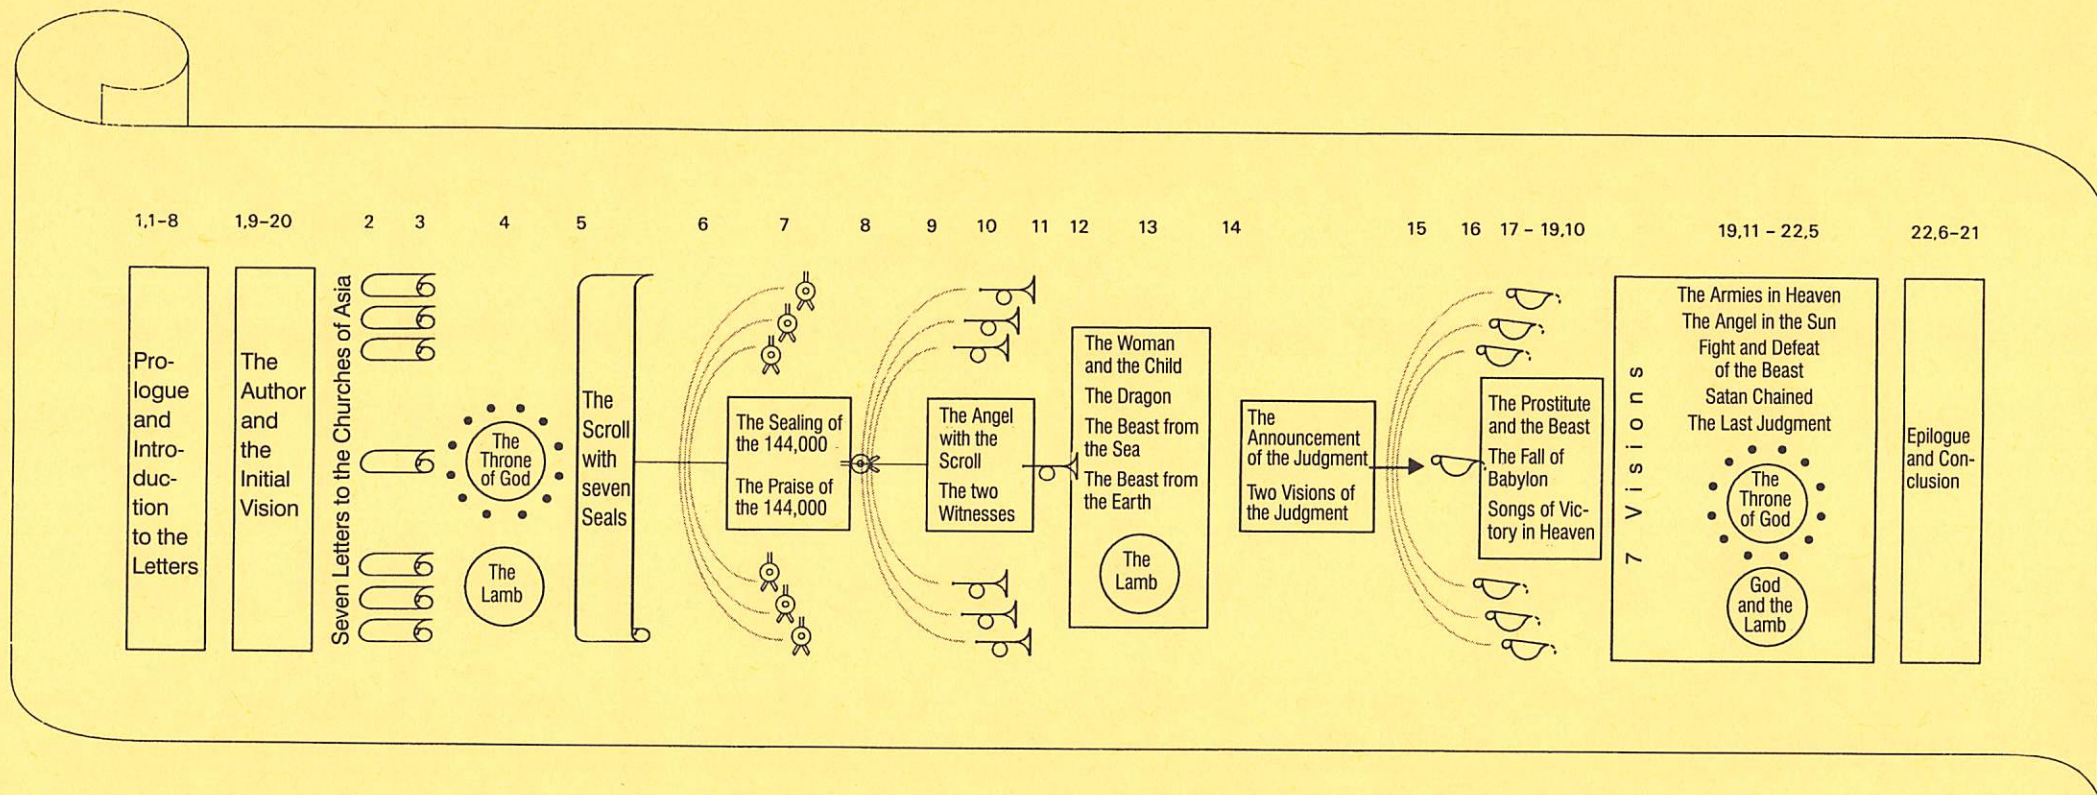 1,1–8
1,9–20
2
3
4
5
6
7
8
9
10
11
12
13
14
15
16
17 – 19,10
19,11 – 22,5
22,6–21
Pro-
logue
and
Intro-
duc-
tion
to the
Letters
The
Author
and
the
Initial
Vision
Seven Letters to the Churches of Asia
The
Throne
of God
The
Lamb
The
Scroll
with
seven
Seals
The Sealing of
the 144,000
The Praise of
the 144,000
The Angel
with the
Scroll
The two
Witnesses
The Woman
and the Child
The Dragon
The Beast from
the Sea
The Beast from
the Earth
The
Lamb
The
Announcement
of the Judgment
Two Visions of
the Judgment
The Prostitute
and the Beast
The Fall of
Babylon
Songs of Vic-
tory in Heaven
7 Visions
The Armies in Heaven
The Angel in the Sun
Fight and Defeat
of the Beast
Satan Chained
The Last Judgment
The
Throne
of God
God
and the
Lamb
Epilogue
and Con-
clusion